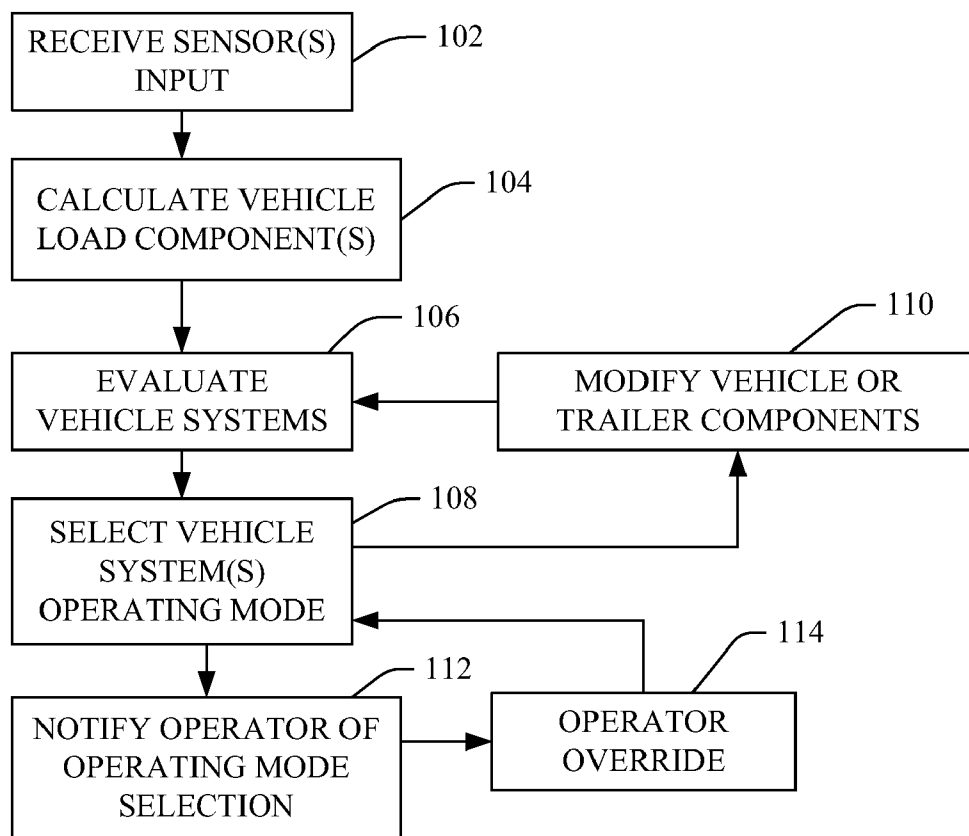 RECEIVE SENSOR(S)
INPUT
102
CALCULATE VEHICLE
LOAD COMPONENT(S)
104
EVALUATE
VEHICLE SYSTEMS
106
MODIFY VEHICLE OR
TRAILER COMPONENTS
110
SELECT VEHICLE
SYSTEM(S)
OPERATING MODE
108
NOTIFY OPERATOR OF
OPERATING MODE
SELECTION
112
OPERATOR
OVERRIDE
114